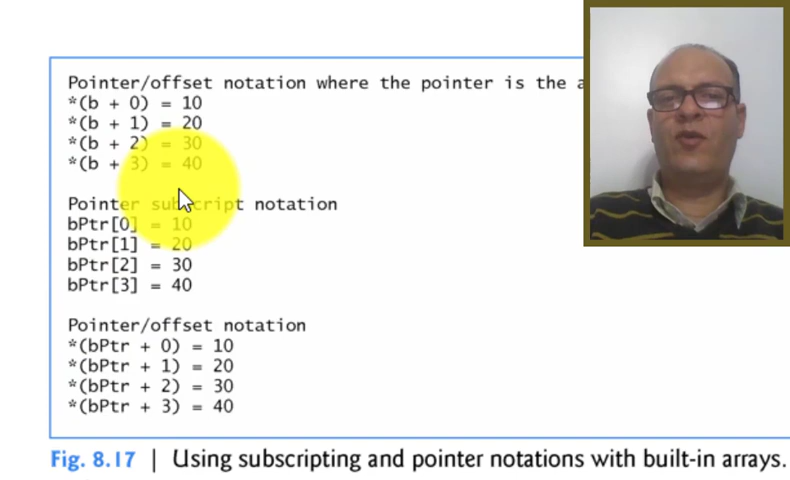 Pointer/offset notation where the pointer is the a
*(b + 0) = 10
*(b + 1) = 20
*(b + 2) = 30
*(b + 3) = 40
Pointer subscript notation
bPtr[0] = 10
bPtr[1] = 20
bPtr[2] = 30
bPtr[3] = 40
Pointer/offset notation
*(bPtr + 0) = 10
*(bPtr + 1) = 20
*(bPtr + 2) = 30
*(bPtr + 3) = 40
Fig. 8.17 | Using subscripting and pointer notations with built-in arrays.